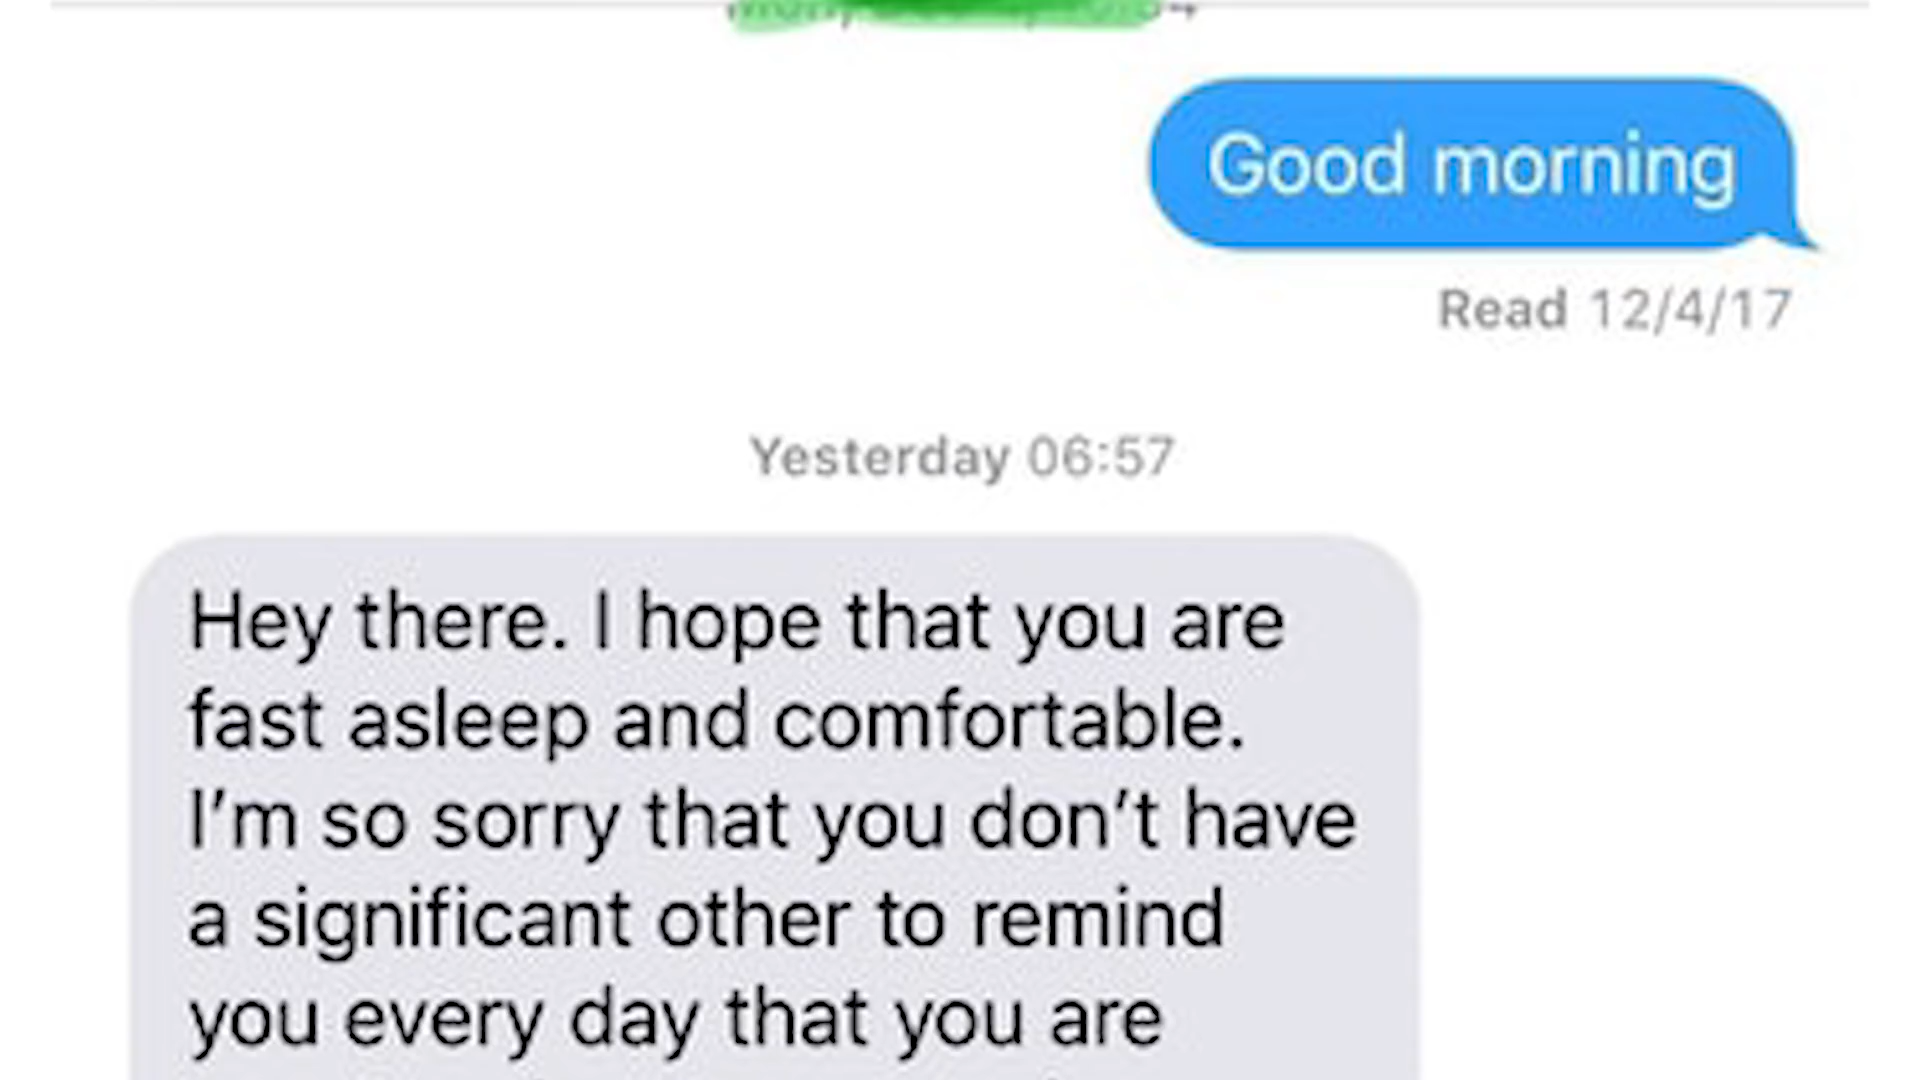 Good morning
Read 12/4/17
Yesterday 06:57
Hey there. I hope that you are
fast asleep and comfortable.
I'm so sorry that you don't have
a significant other to remind
you every day that you are